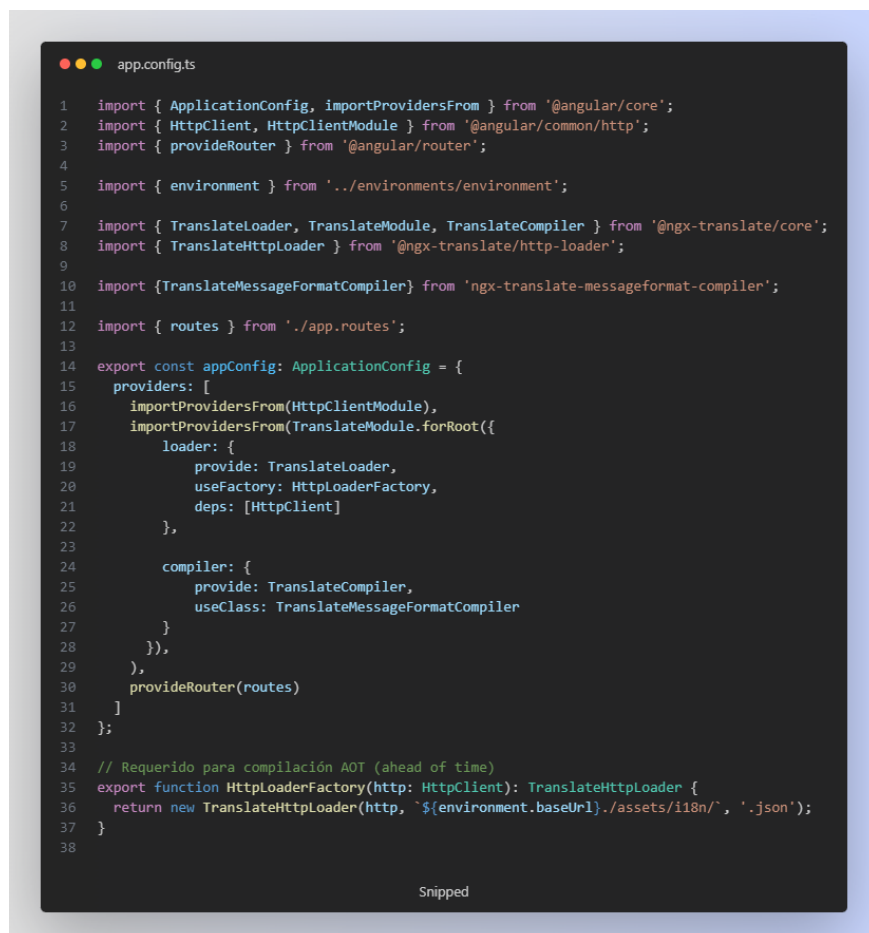 app.config.ts
1 import { ApplicationConfig, importProvidersFrom } from '@angular/core';
2 import { HttpClient, HttpClientModule } from '@angular/common/http';
3 import { provideRouter } from '@angular/router';
4
5 import { environment } from '../environments/environment';
6
7 import { TranslateLoader, TranslateModule, TranslateCompiler } from '@ngx-translate/core';
8 import { TranslateHttpLoader } from '@ngx-translate/http-loader';
9
10 import {TranslateMessageFormatCompiler} from 'ngx-translate-messageformat-compiler';
11
12 import { routes } from './app.routes';
13
14 export const appConfig: ApplicationConfig = {
15   providers: [
16     importProvidersFrom(HttpClientModule),
17     importProvidersFrom(TranslateModule.forRoot({
18         loader: {
19             provide: TranslateLoader,
20             useFactory: HttpLoaderFactory,
21             deps: [HttpClient]
22         },
23
24         compiler: {
25             provide: TranslateCompiler,
26             useClass: TranslateMessageFormatCompiler
27         }
28       }),
29     ),
30     provideRouter(routes)
31   ]
32 };
33
34 // Requerido para compilación AOT (ahead of time)
35 export function HttpLoaderFactory(http: HttpClient): TranslateHttpLoader {
36   return new TranslateHttpLoader(http, `${environment.baseUrl}./assets/i18n/`, '.json');
37 }
38
Snipped